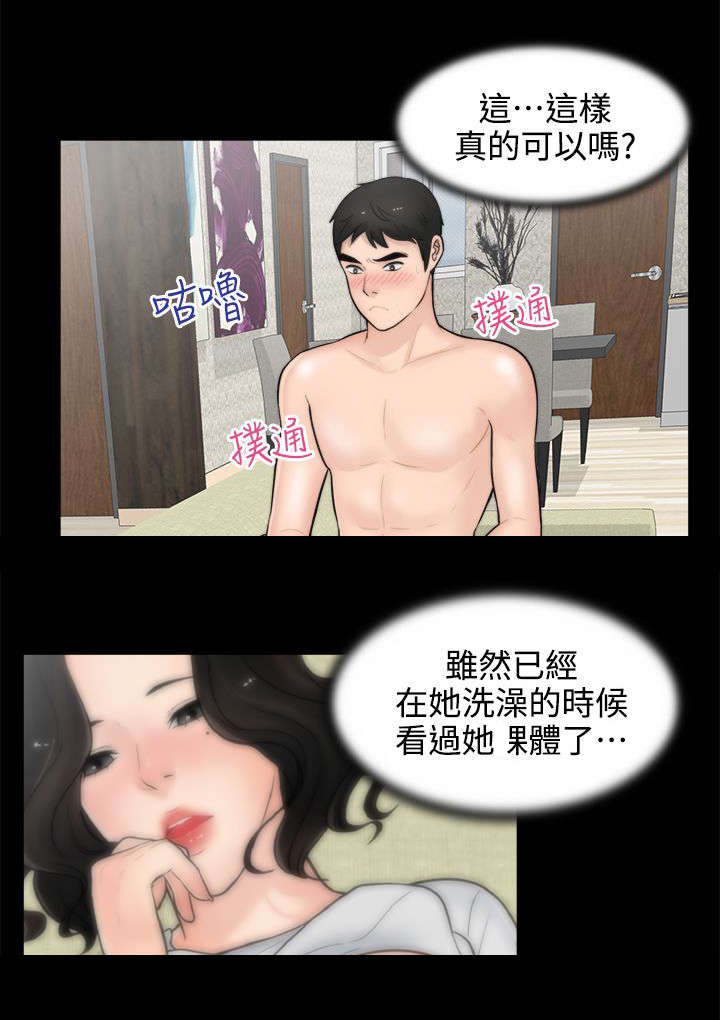 這⋯這樣
真的可以嗎?
咕嚕
撲通
撲通
雖然已經
在她洗澡的時候
看過她 果體了⋯